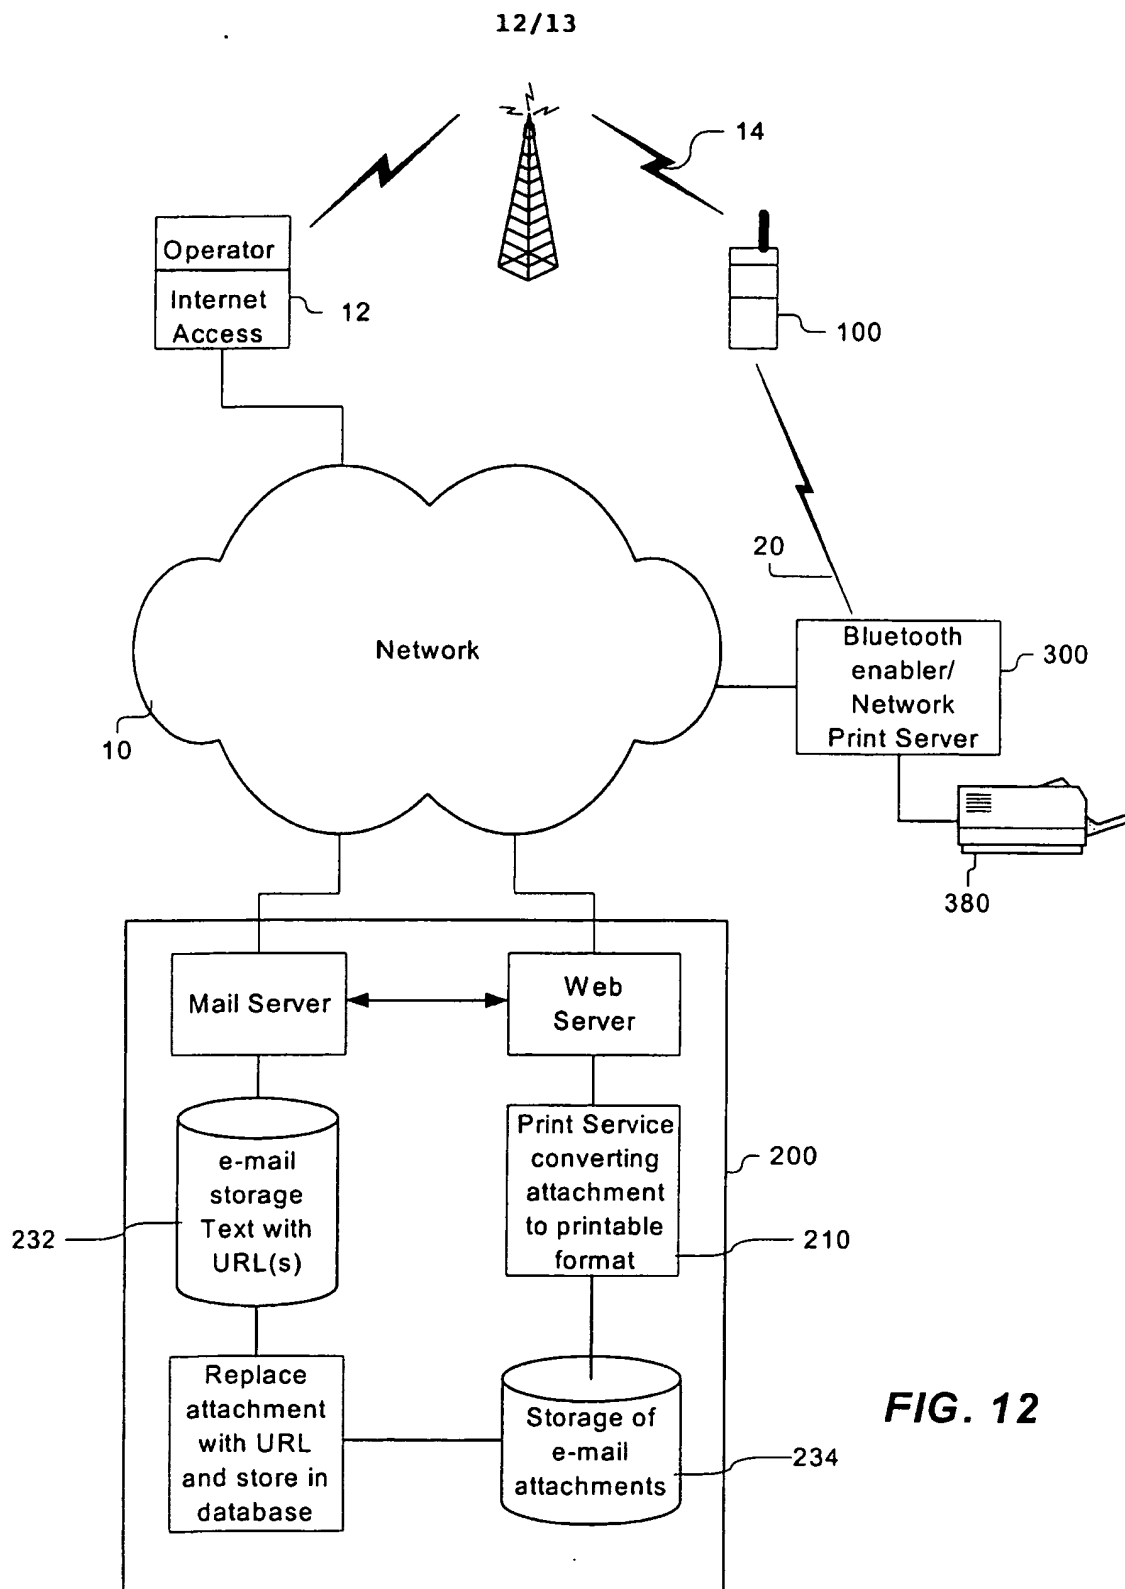 12/13
14
Operator
Internet
Access
12
100
20
Network
10
Bluetooth
enabler/
Network
Print Server
300
380
Mail Server
Web
Server
e-mail
storage
Text with
URL(s)
232
Print Service
converting
attachment
to printable
format
200
210
Replace
attachment
with URL
and store in
database
Storage of
e-mail
attachments
234
FIG. 12